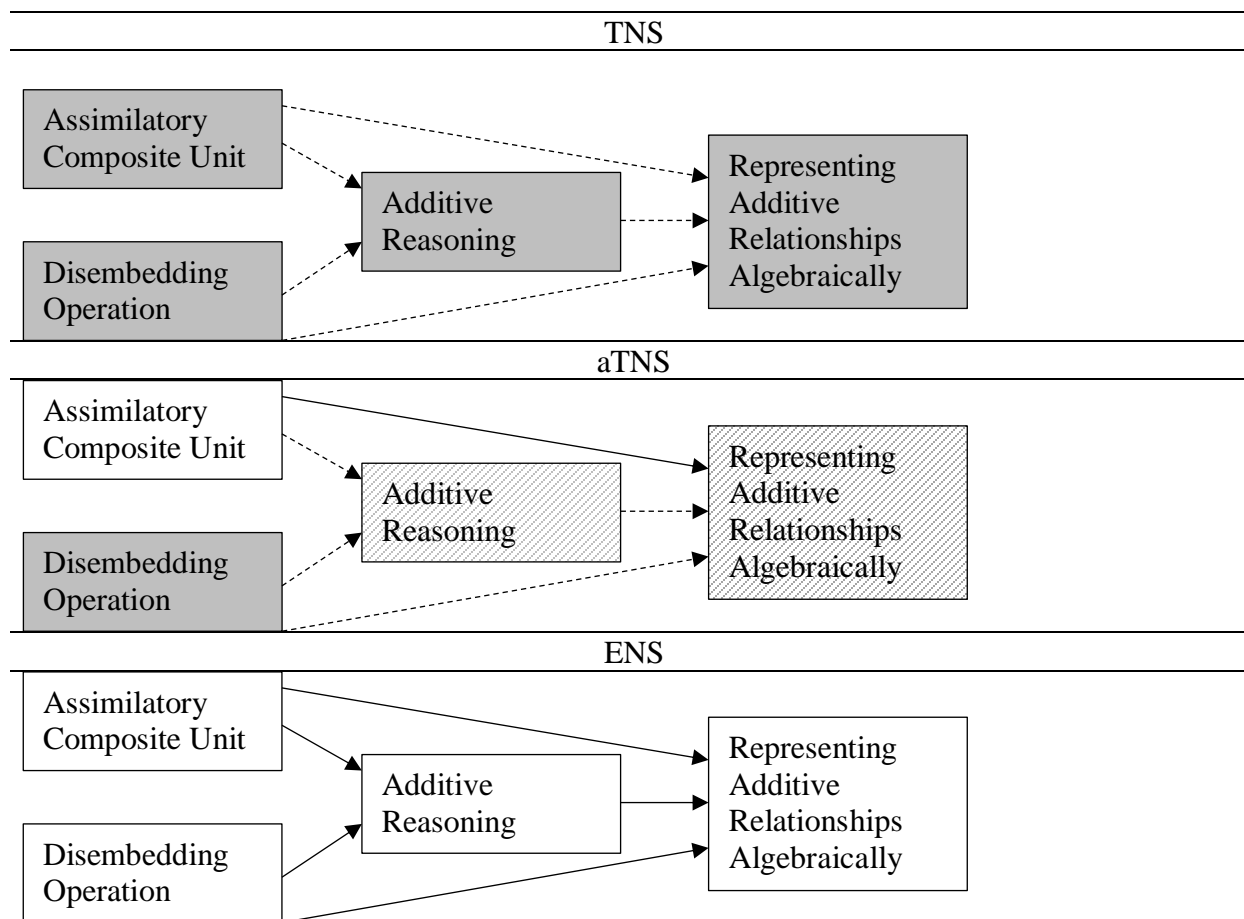 TNS
Assimilatory
Composite Unit
Disembedding
Operation
Additive
Reasoning
Representing
Additive
Relationships
Algebraically
aTNS
Assimilatory
Composite Unit
Disembedding
Operation
Additive
Reasoning
Representing
Additive
Relationships
Algebraically
ENS
Assimilatory
Composite Unit
Disembedding
Operation
Additive
Reasoning
Representing
Additive
Relationships
Algebraically